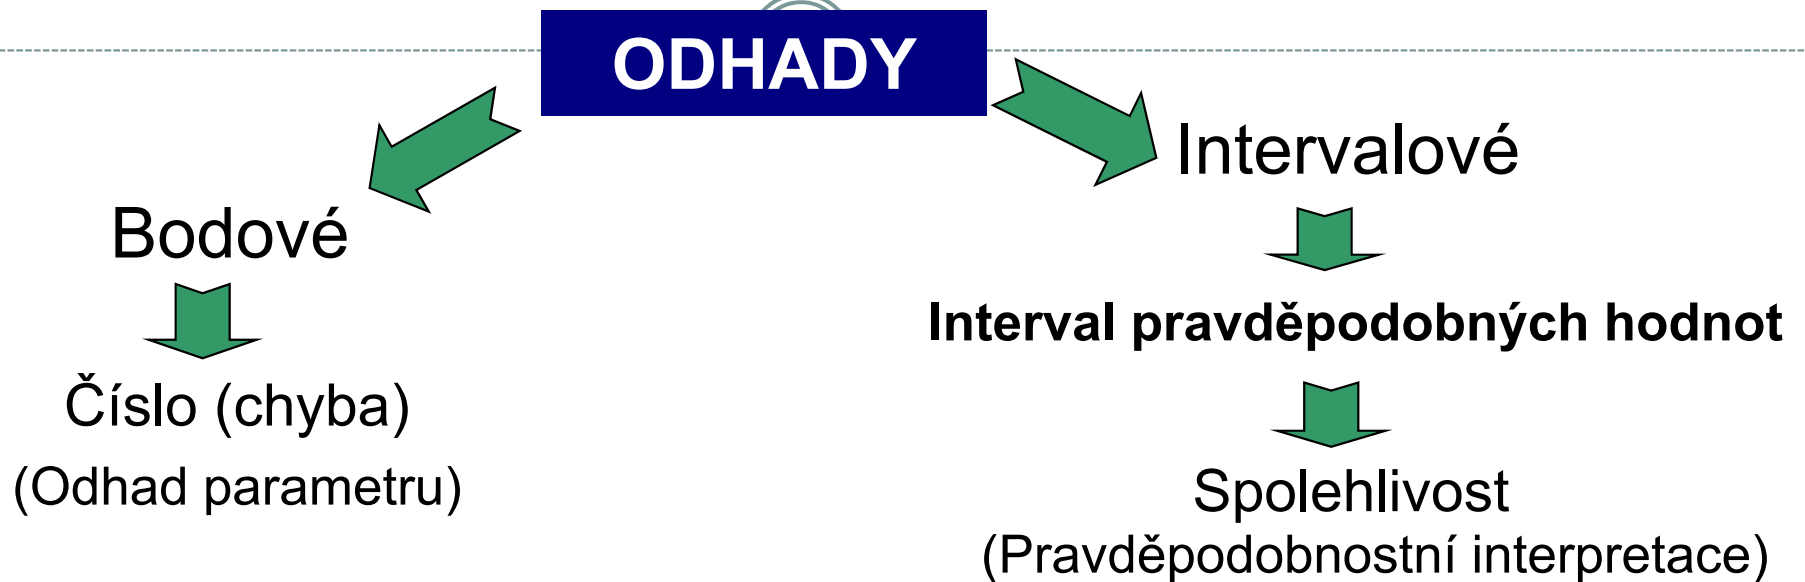 ODHADY
Bodové
Číslo (chyba)
(Odhad parametru)
Intervalové
Interval pravděpodobných hodnot
Spolehlivost
(Pravděpodobnostní interpretace)